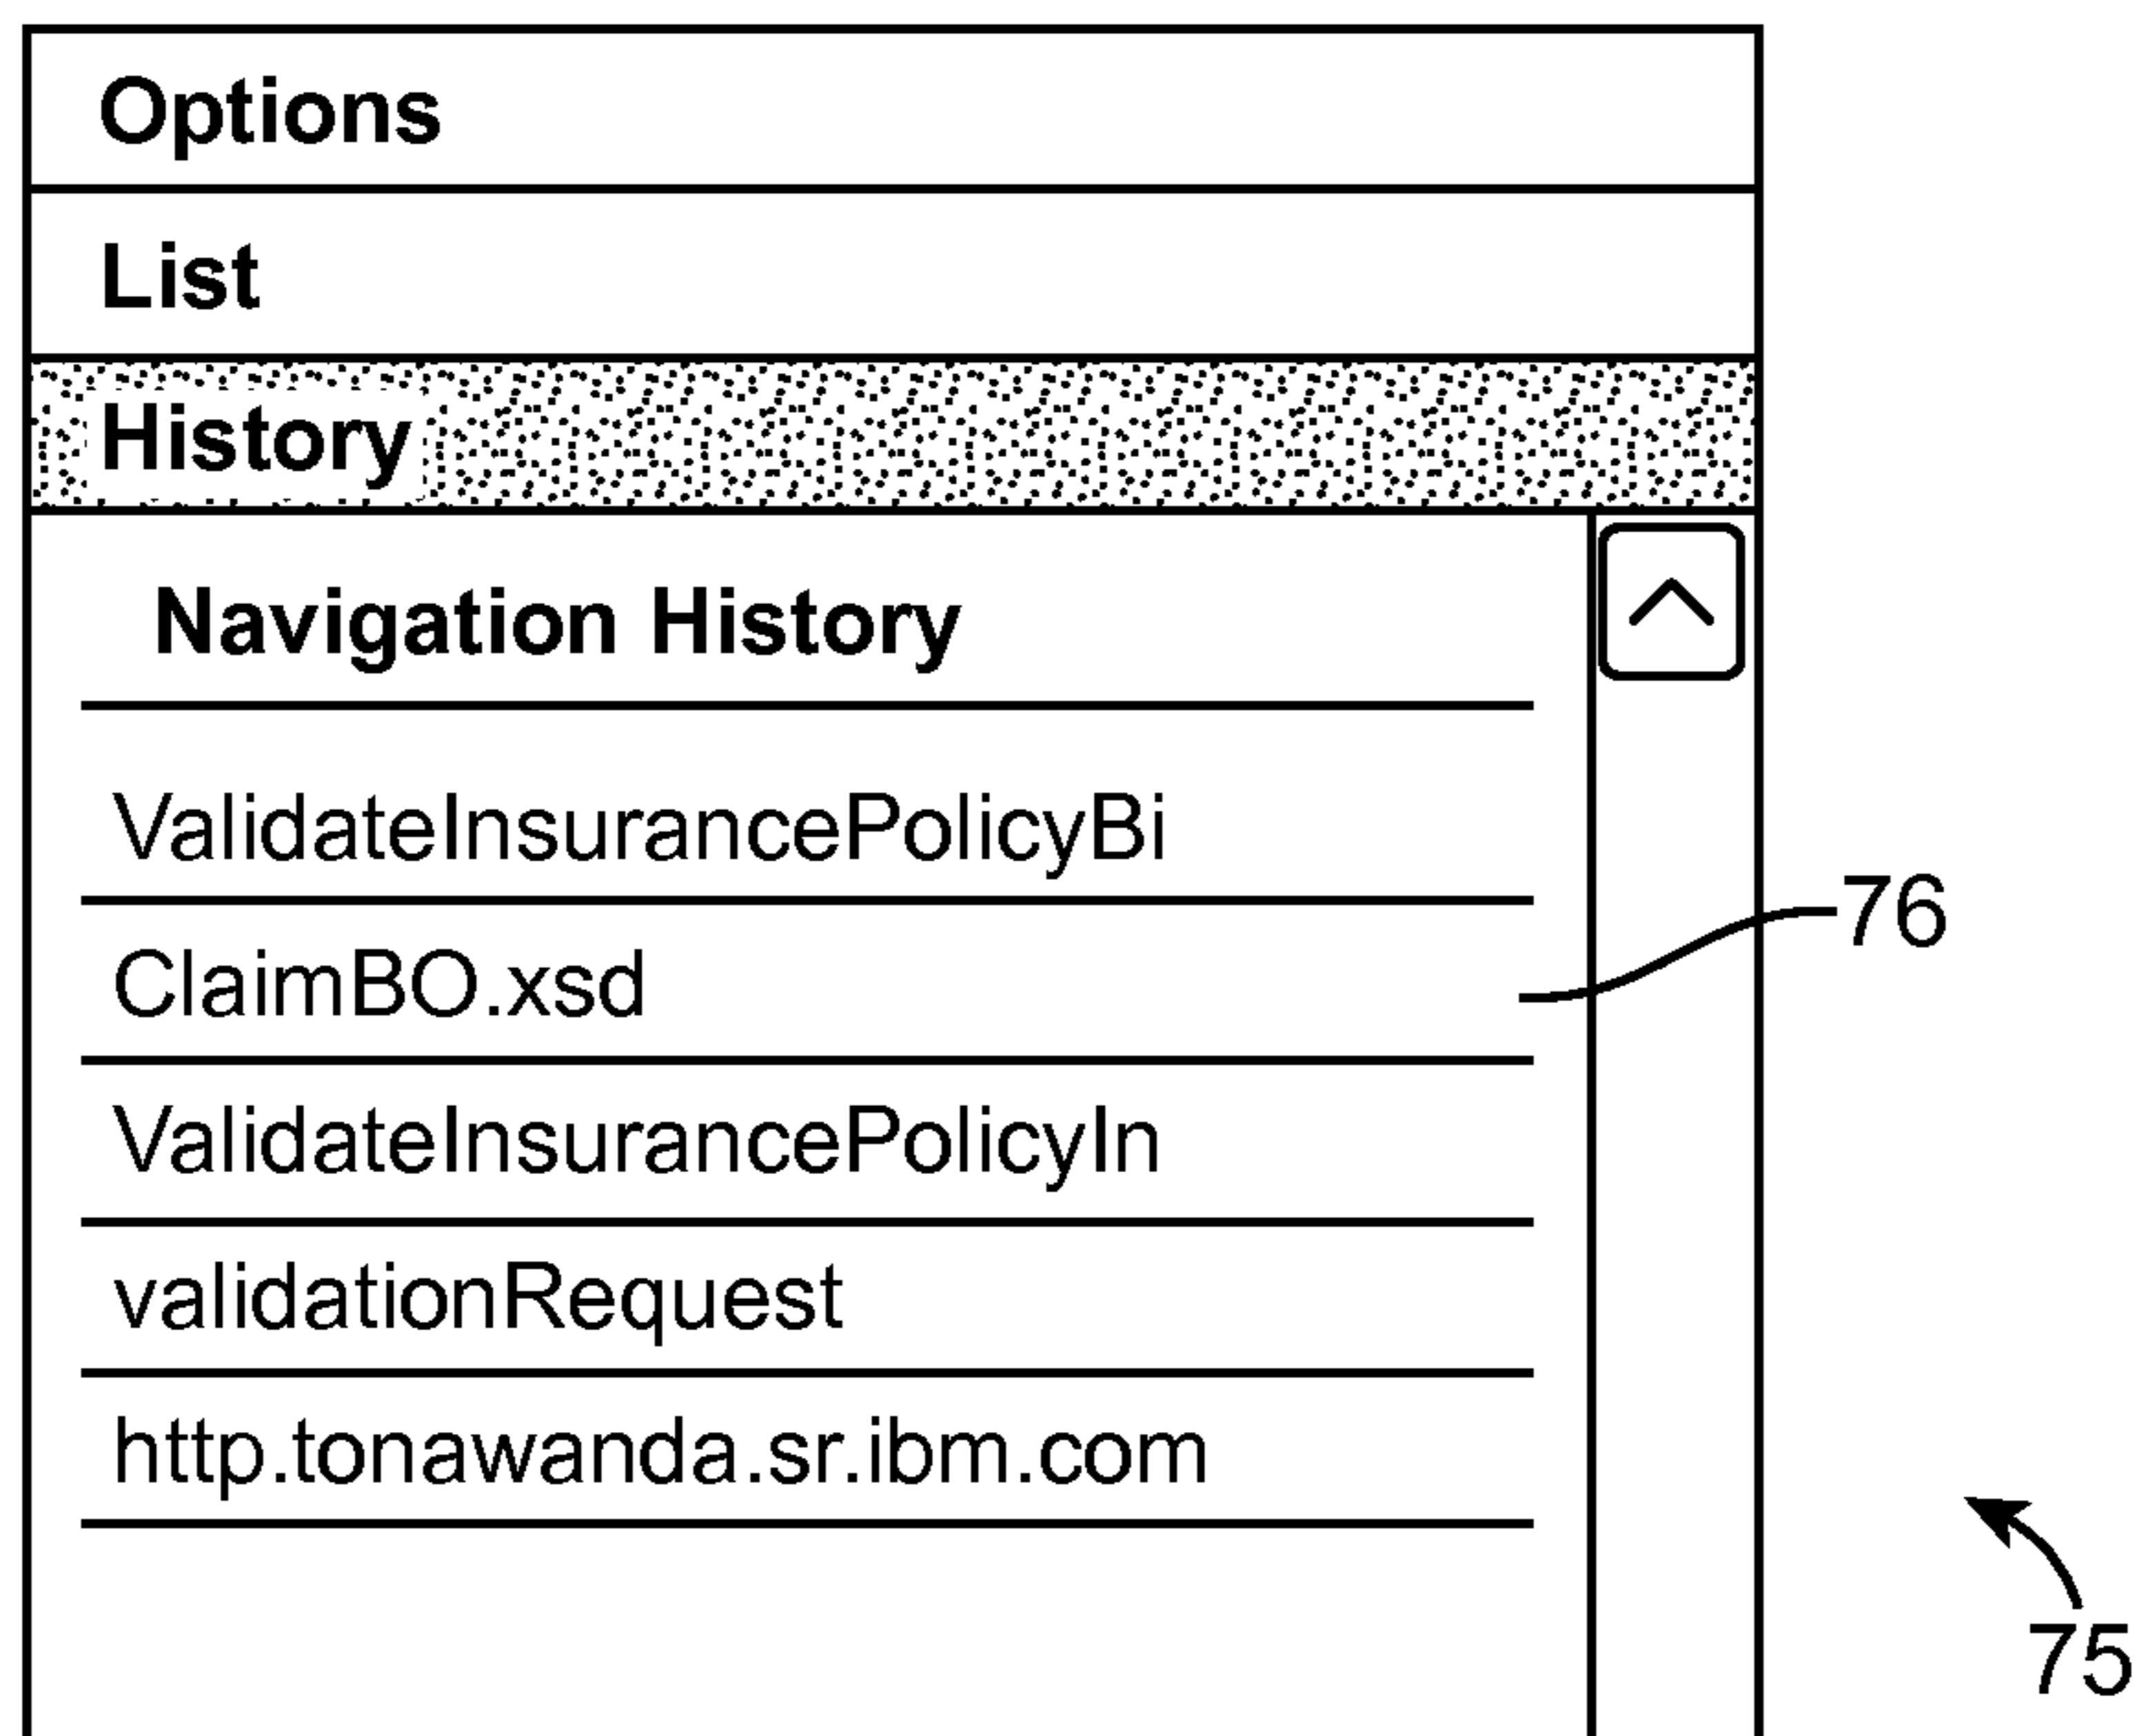 Options
List
History
Navigation History
ValidateInsurancePolicyBi
76
ClaimBO.xsd
ValidateInsurancePolicyIn
validationRequest
http.tonawanda.sr.ibm.com
75